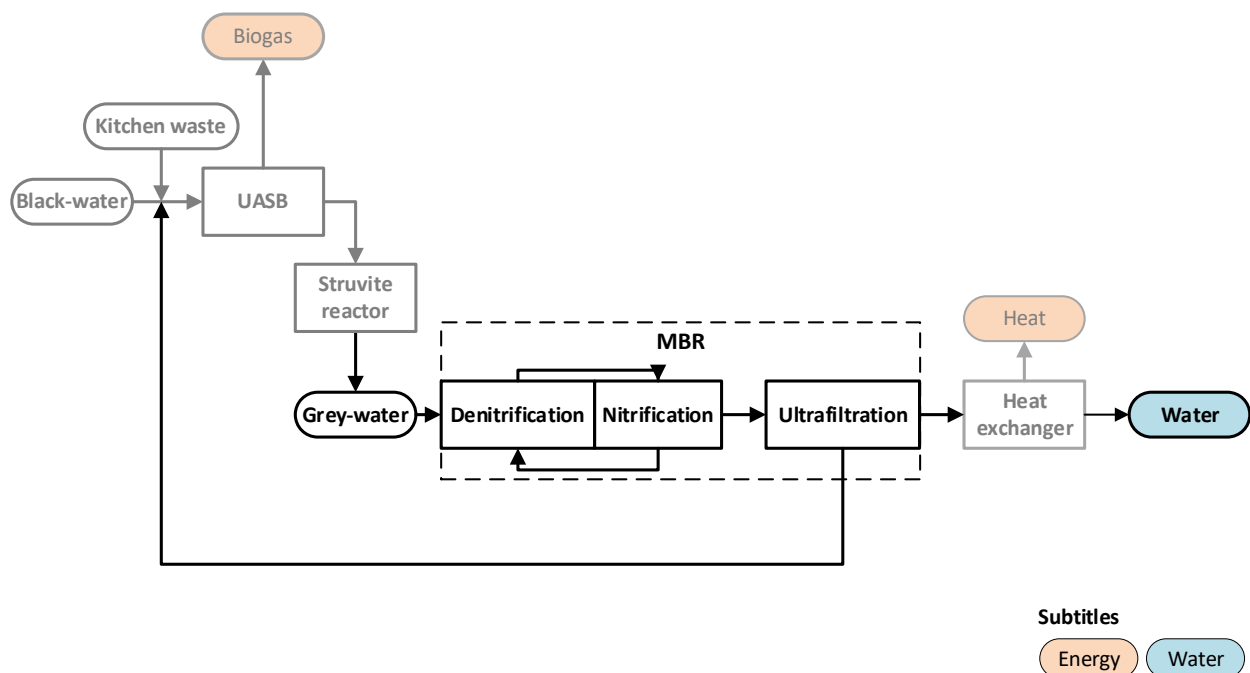 Biogas
Kitchen waste
Black-water
UASB
Struvite
reactor
Heat
MBR
Grey-water
Denitrification
Nitrification
Ultrafiltration
Heat
exchanger
Water
Subtitles
Energy
Water